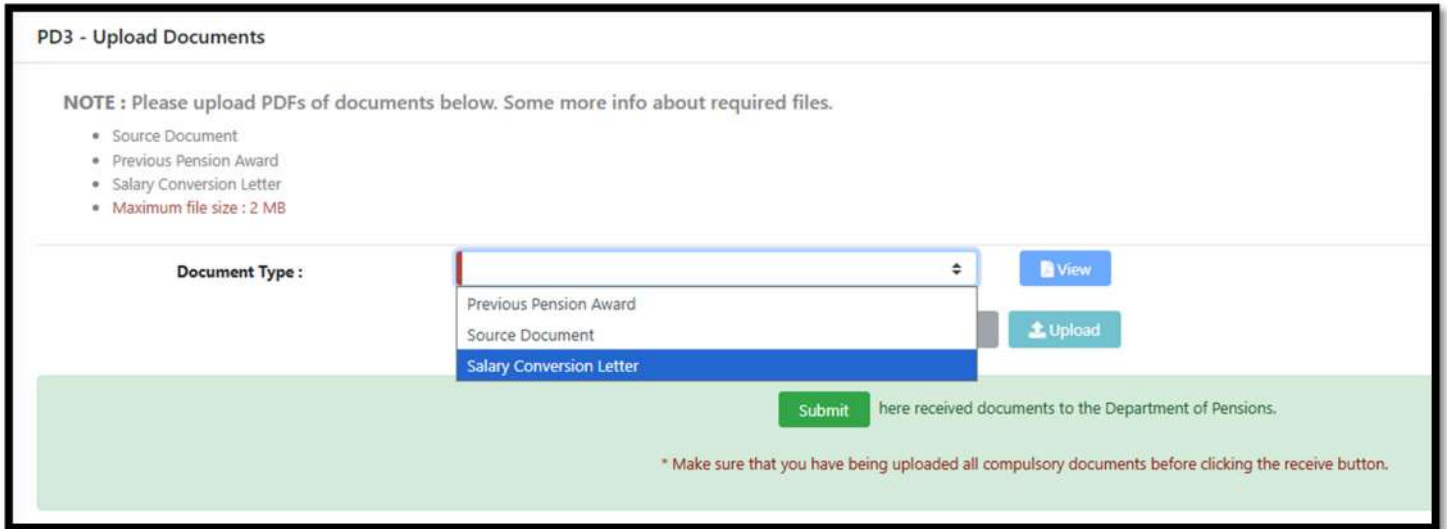 PD3 - Upload Documents
NOTE : Please upload PDFs of documents below. Some more info about required files.
Source Document
Previous Pension Award
Salary Conversion Letter
Maximum file size : 2 MB
Document Type :
View
Previous Pension Award
Source Document
Upload
Salary Conversion Letter
Submit here received documents to the Department of Pensions.
* Make sure that you have being uploaded all compulsory documents before clicking the receive button.